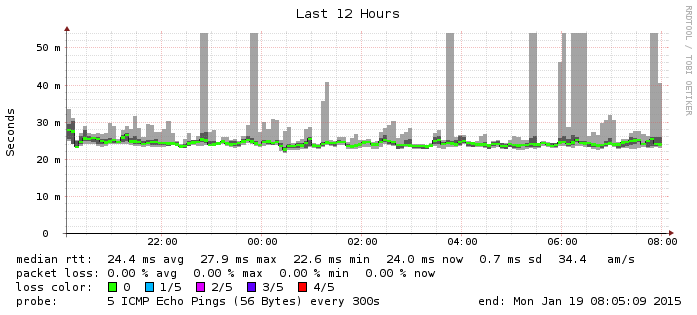 Last 12 Hours
RRDTOOL / TOBI OETIKER
Seconds
50 m
40 m
30 m
20 m
10 m
0
22:00 00:00 02:00 04:00 06:00 08:00
median rtt: 24.4 ms avg 27.9 ms max 22.6 ms min 24.0 ms now 0.7 ms sd 34.4 am/s
packet loss: 0.00 % avg 0.00 % max 0.00 % min 0.00 % now
loss color: 0 1/5 2/5 3/5 4/5
probe: 5 ICMP Echo Pings (56 Bytes) every 300s end: Mon Jan 19 08:05:09 2015